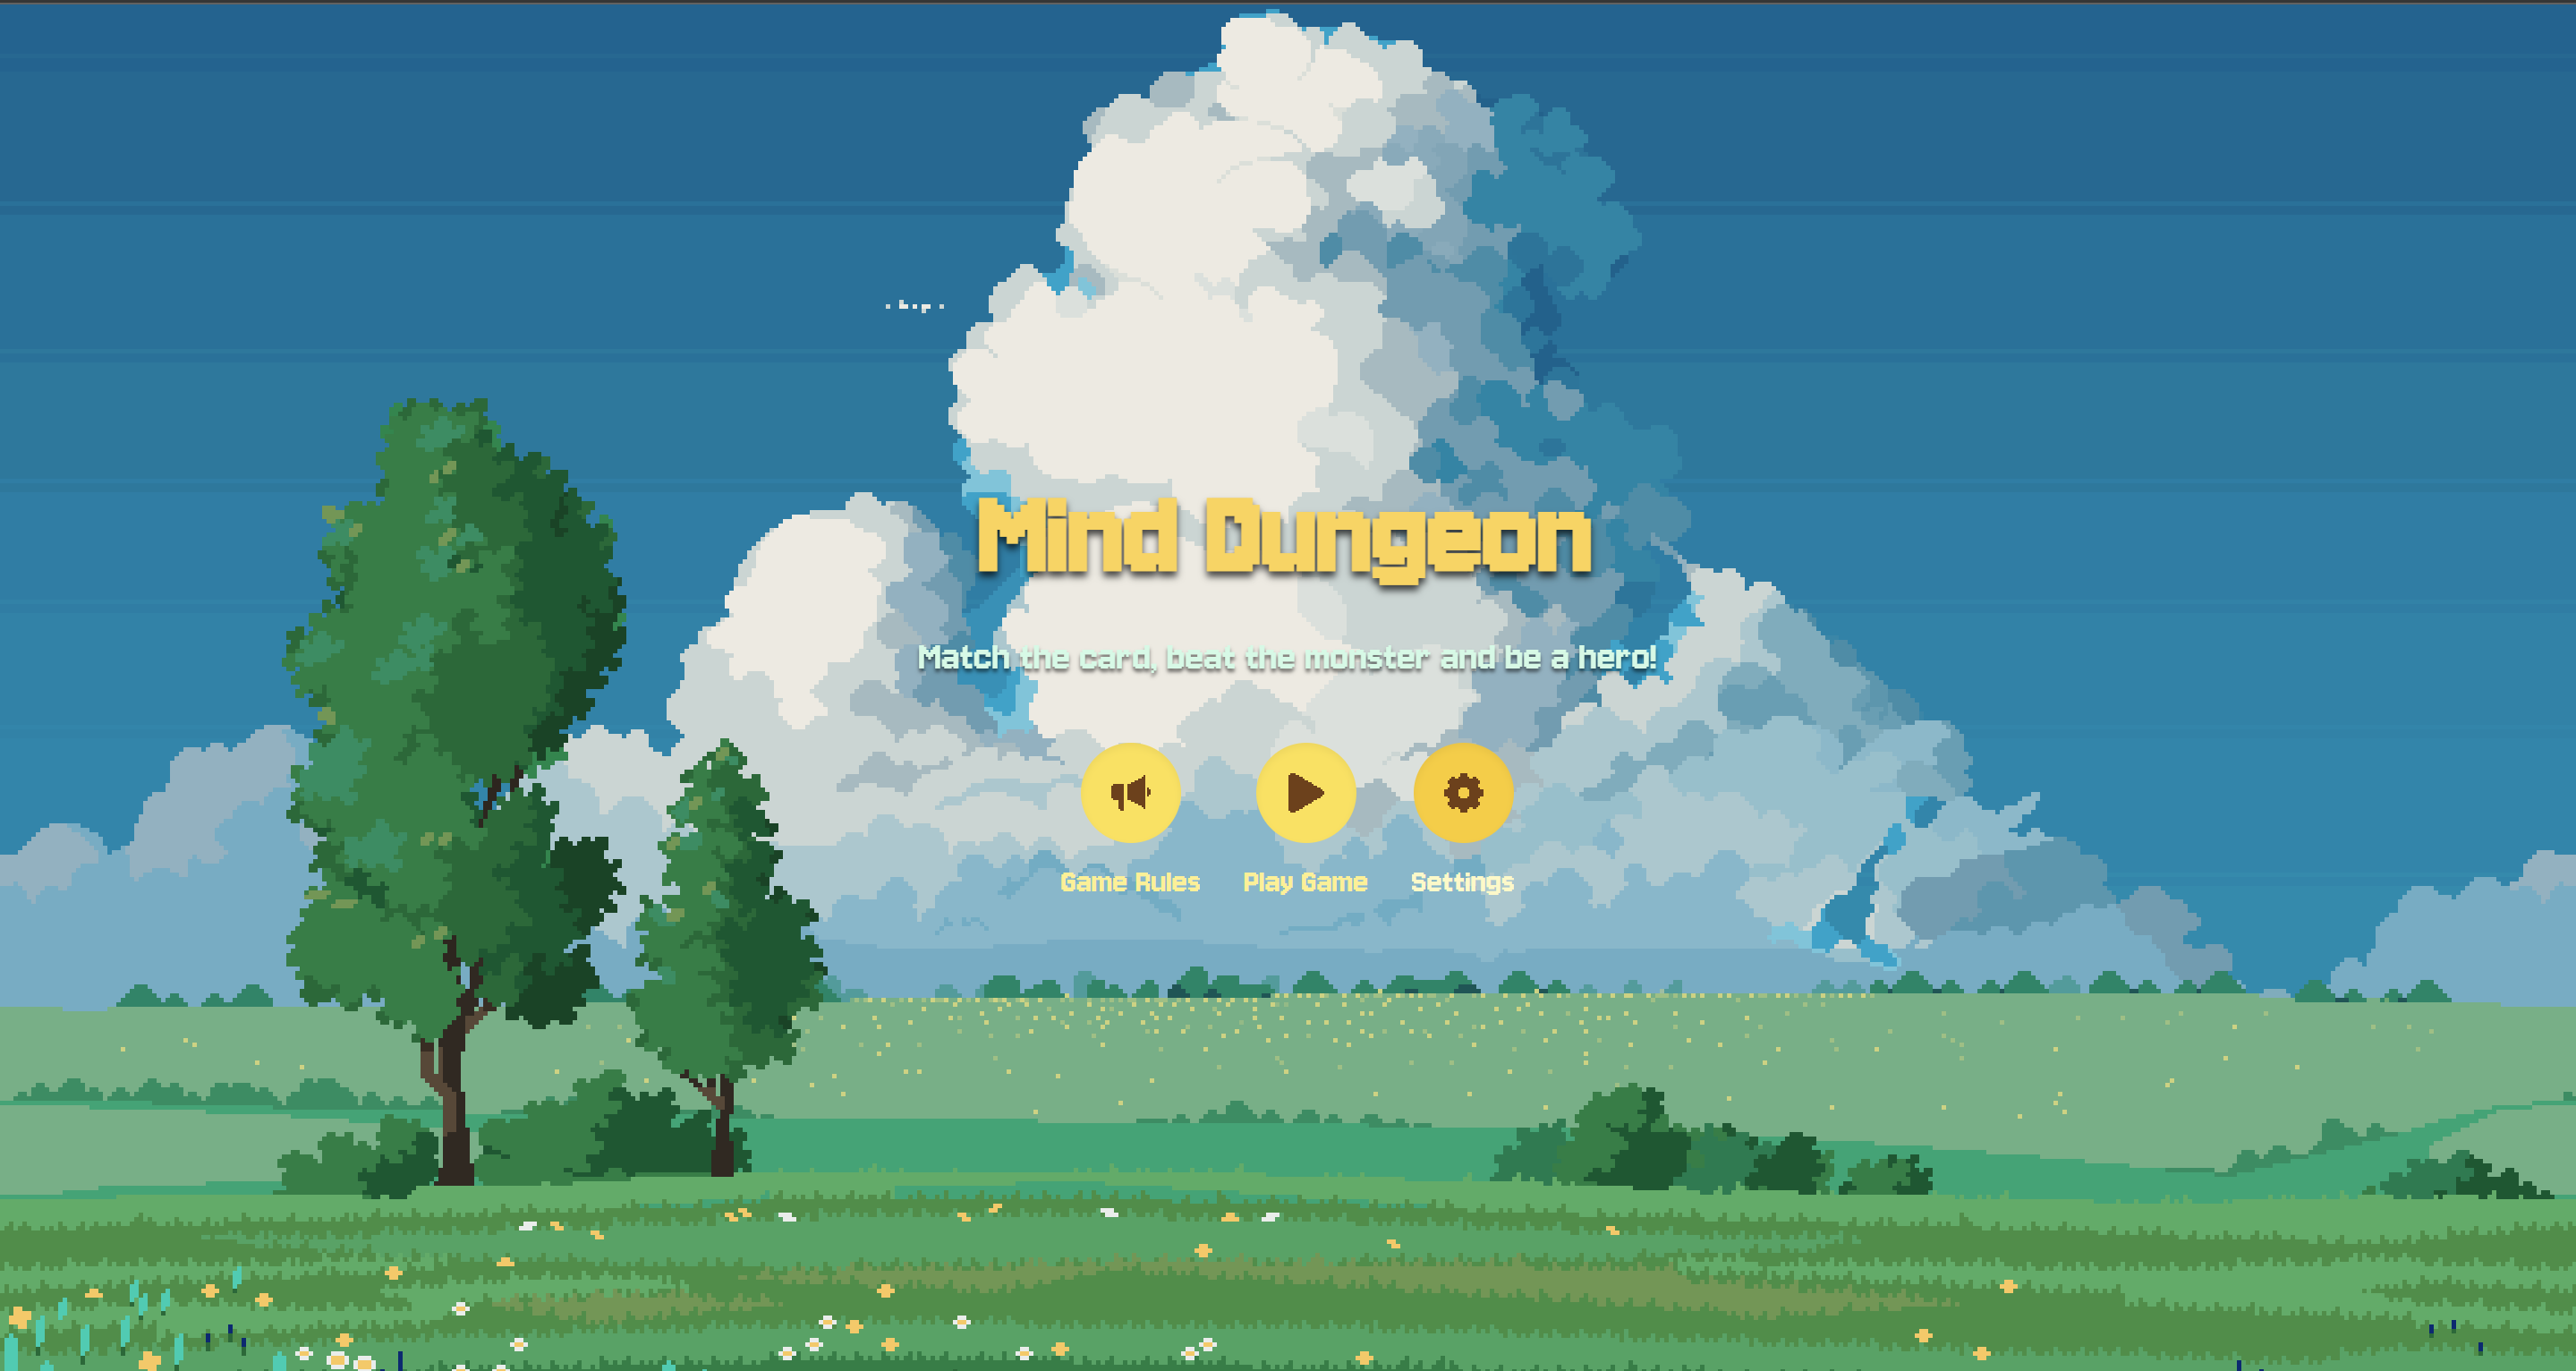 Mind Dungeon
Match the card, beat the monster and be a hero!
Game Rules
Play Game
Settings